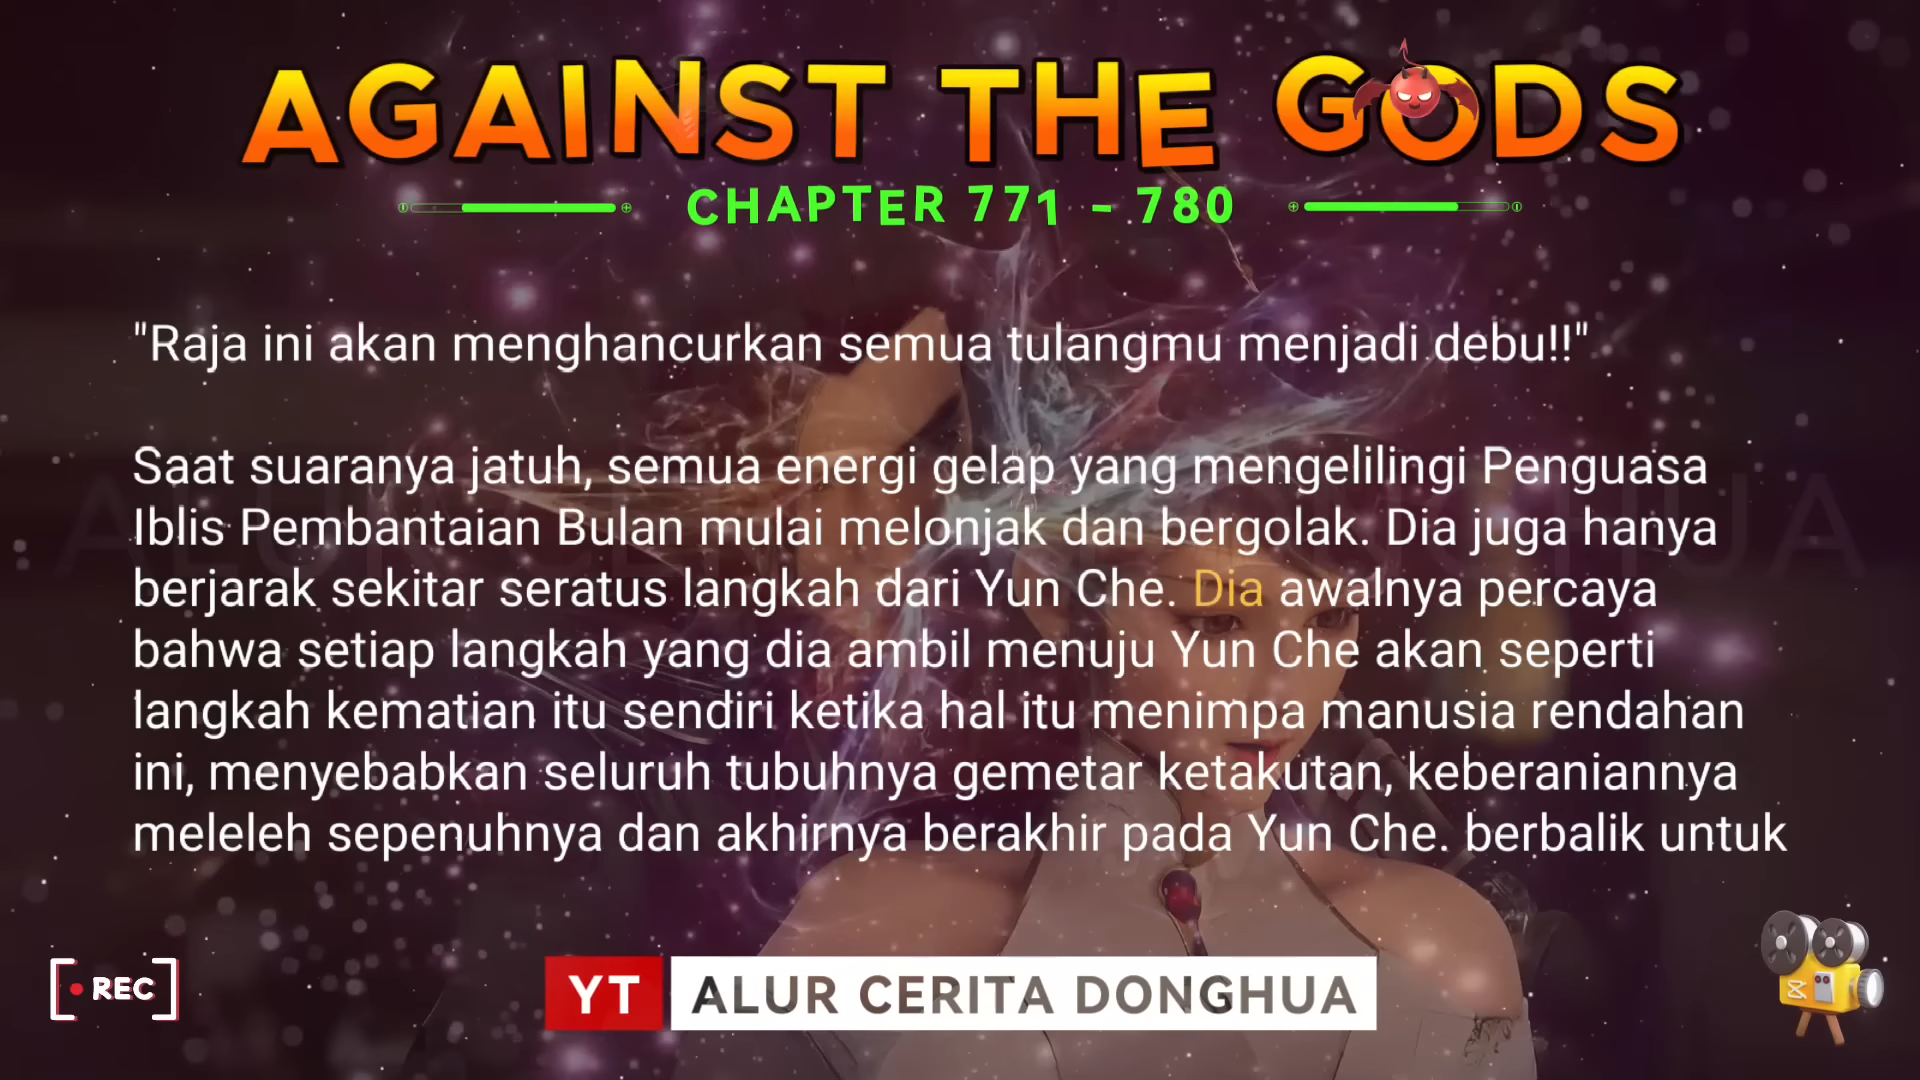 AGAINST THE GODS
CHAPTER 771 - 780
"Raja ini akan menghancurkan semua tulangmu menjadi debu!!"
Saat suaranya jatuh, semua energi gelap yang mengelilingi Penguasa
Iblis Pembantaian Bulan mulai melonjak dan bergolak. Dia juga hanya
berjarak sekitar seratus langkah dari Yun Che. Dia awalnya percaya
bahwa setiap langkah yang dia ambil menuju Yun Che akan seperti
langkah kematian itu sendiri ketika hal itu menimpa manusia rendahan
ini, menyebabkan seluruh tubuhnya gemetar ketakutan, keberaniannya
meleleh sepenuhnya dan akhirnya berakhir pada Yun Che. berbalik untuk
REC
YT ALUR CERITA DONGHUA